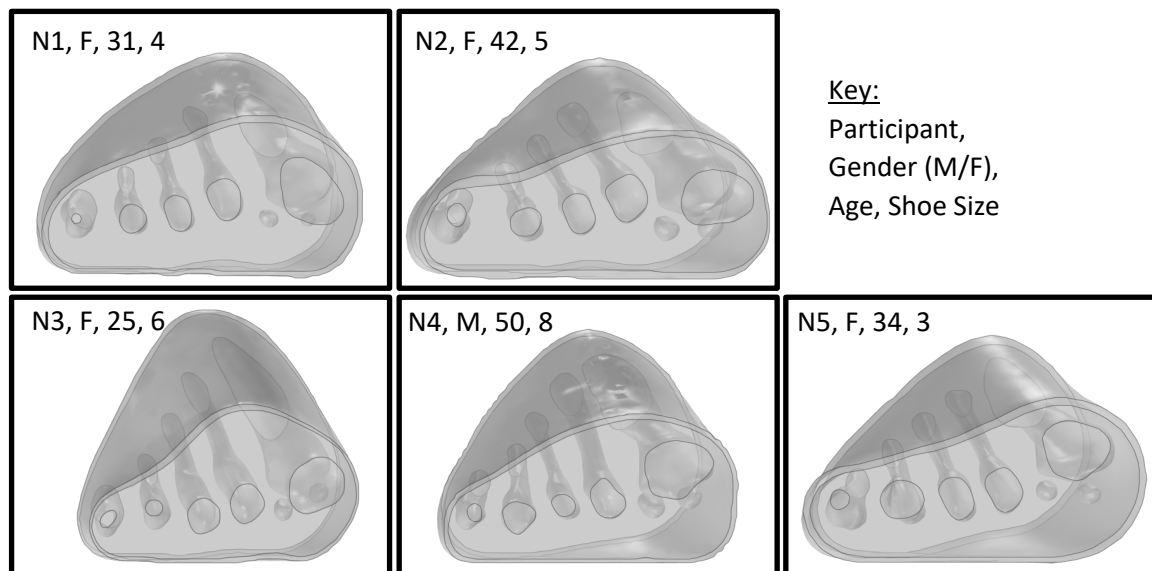 N1, F, 31, 4
N2, F, 42, 5
Key:
Participant,
Gender (M/F),
Age, Shoe Size
N3, F, 25, 6
N4, M, 50, 8
N5, F, 34, 3